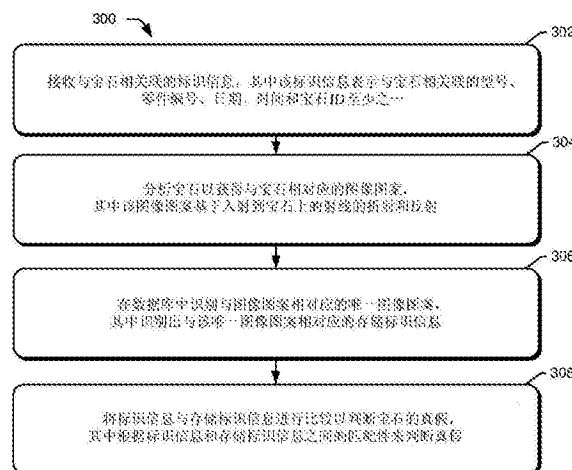 300
302
接收与宝石相关联的标识信息，其中该标识信息表示与宝石相关联的型号、
零件编号、日期、时间和宝石ID至少之一
304
分析宝石以获得与宝石相对应的图像图案，
其中该图像图案基于入射到宝石上的射线的折射和反射
306
在数据库中识别与图像图案相对应的唯一图像图案，
其中识别出与该唯一图像图案相对应的存储标识信息
308
将标识信息与存储标识信息进行比较以判断宝石的真假，
其中根据标识信息和存储标识信息之间的匹配性来判断真假